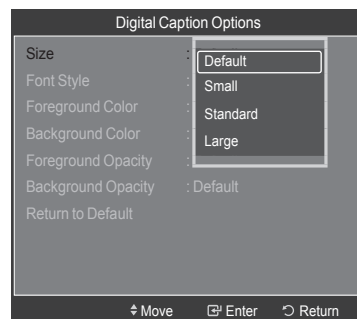 Digital Caption Options
Size :
Default
Small
Standard
Large
Font Style :
Foreground Color :
Background Color :
Foreground Opacity :
Background Opacity : Default
Return to Default
Move Enter Return